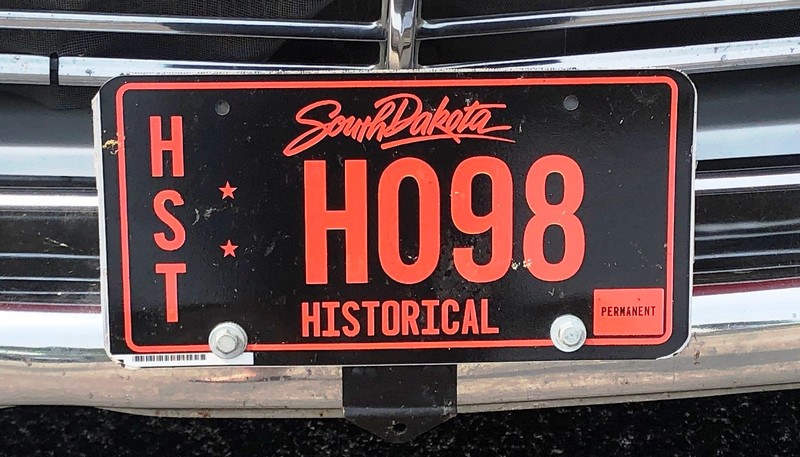 South Dakota
HST
H098
HISTORICAL
PERMANENT